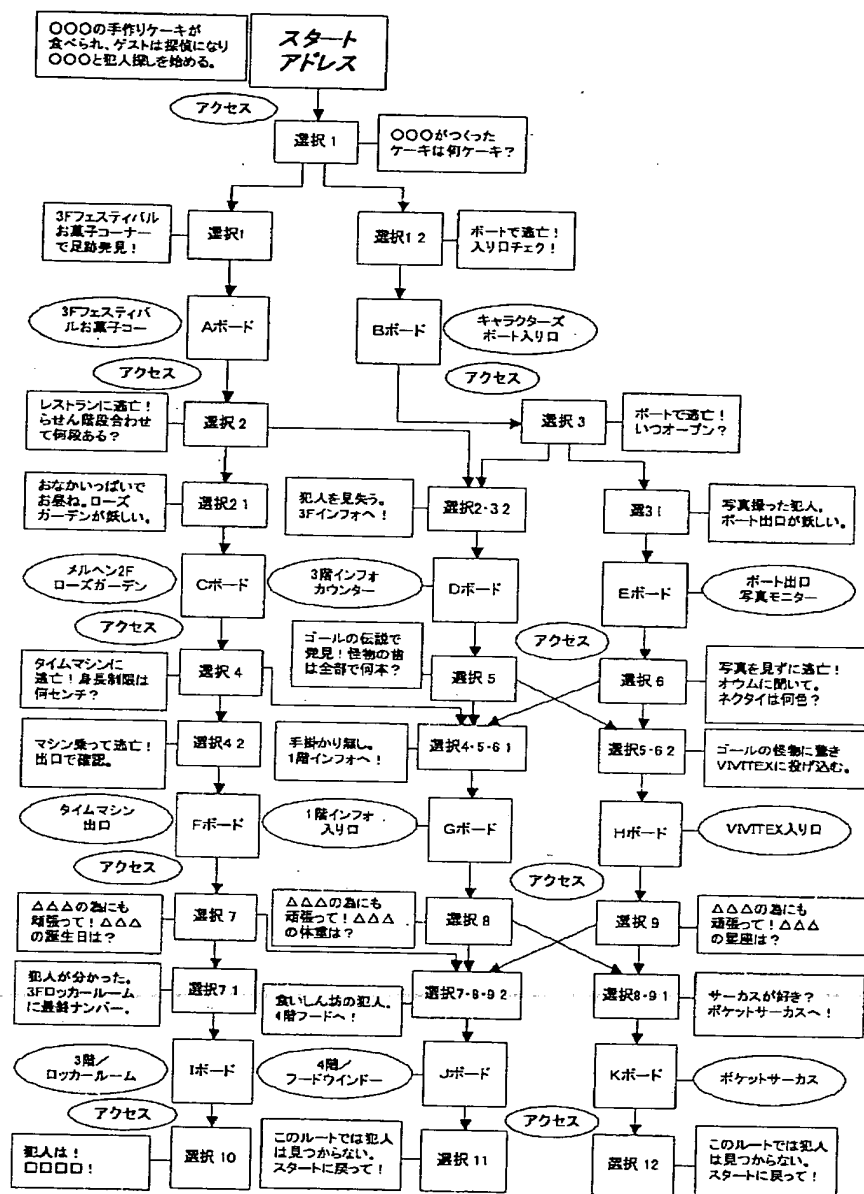 ○○○の手作りケーキが
食べられ、ゲストは探偵になり
○○○と犯人探しを始める。
スタート
アドレス
アクセス
選択1
○○○がつくった
ケーキは何ケーキ?
3Fフェスティバル
お菓子コーナー
で足跡発見!
選択1
選択1 2
ボートで逃亡!
入り口チェク!
3Fフェスティバ
ルお菓子コー
Aボード
Bボード
キャラクターズ
ボート入り口
アクセス
アクセス
レストランに逃亡!
らせん階段合わせ
て何段ある?
選択 2
選択 3
ボートで逃亡!
いつオープン?
おなかいっぱいで
お昼ね。ローズ
ガーデンが妖しい。
選択2 1
犯人を見失う。
3Fインフォへ!
選択2・3 2
選3 1
写真撮った犯人。
ボート出口が妖しい。
メルヘン2F
ローズガーデン
Cボード
3階インフォ
カウンター
Dボード
Eボード
ボート出口
写真モニター
アクセス
アクセス
タイムマシンに
逃亡!身長制限は
何センチ?
選択 4
ゴールの伝説で
発見!怪物の歯
は全部で何本?
選択 5
選択 6
写真を見ずに逃亡!
オウムに聞いて。
ネクタイは何色?
マシン乗って逃亡!
出口で確認。
選択4 2
手掛かり無し。
1階インフォへ!
選択4・5・6 1
選択5・6 2
ゴールの怪物に驚き
VIVITEXに投げ込む。
タイムマシン
出口
Fボード
1階インフォ
入り口
Gボード
Hボード
VIVITEX入り口
アクセス
アクセス
△△△の為にも
頑張って!△△△
の誕生日は?
選択 7
△△△の為にも
頑張って!△△△
の体重は?
選択 8
選択 9
△△△の為にも
頑張って!△△△
の星座は?
犯人が分かった。
3Fロッカールーム
に最終ナンバー。
選択7 1
食いしん坊の犯人。
4階フードへ!
選択7・8・9 2
選択8・9 1
サーカスが好き?
ポケットサーカスへ!
3階/
ロッカールーム
Iボード
4階/
フードウインドー
Jボード
Kボード
ポケットサーカス
アクセス
アクセス
犯人は!
□□□□!
選択 10
このルートでは犯人
は見つからない。
スタートに戻って!
選択 11
選択 12
このルートでは犯人
は見つからない。
スタートに戻って!